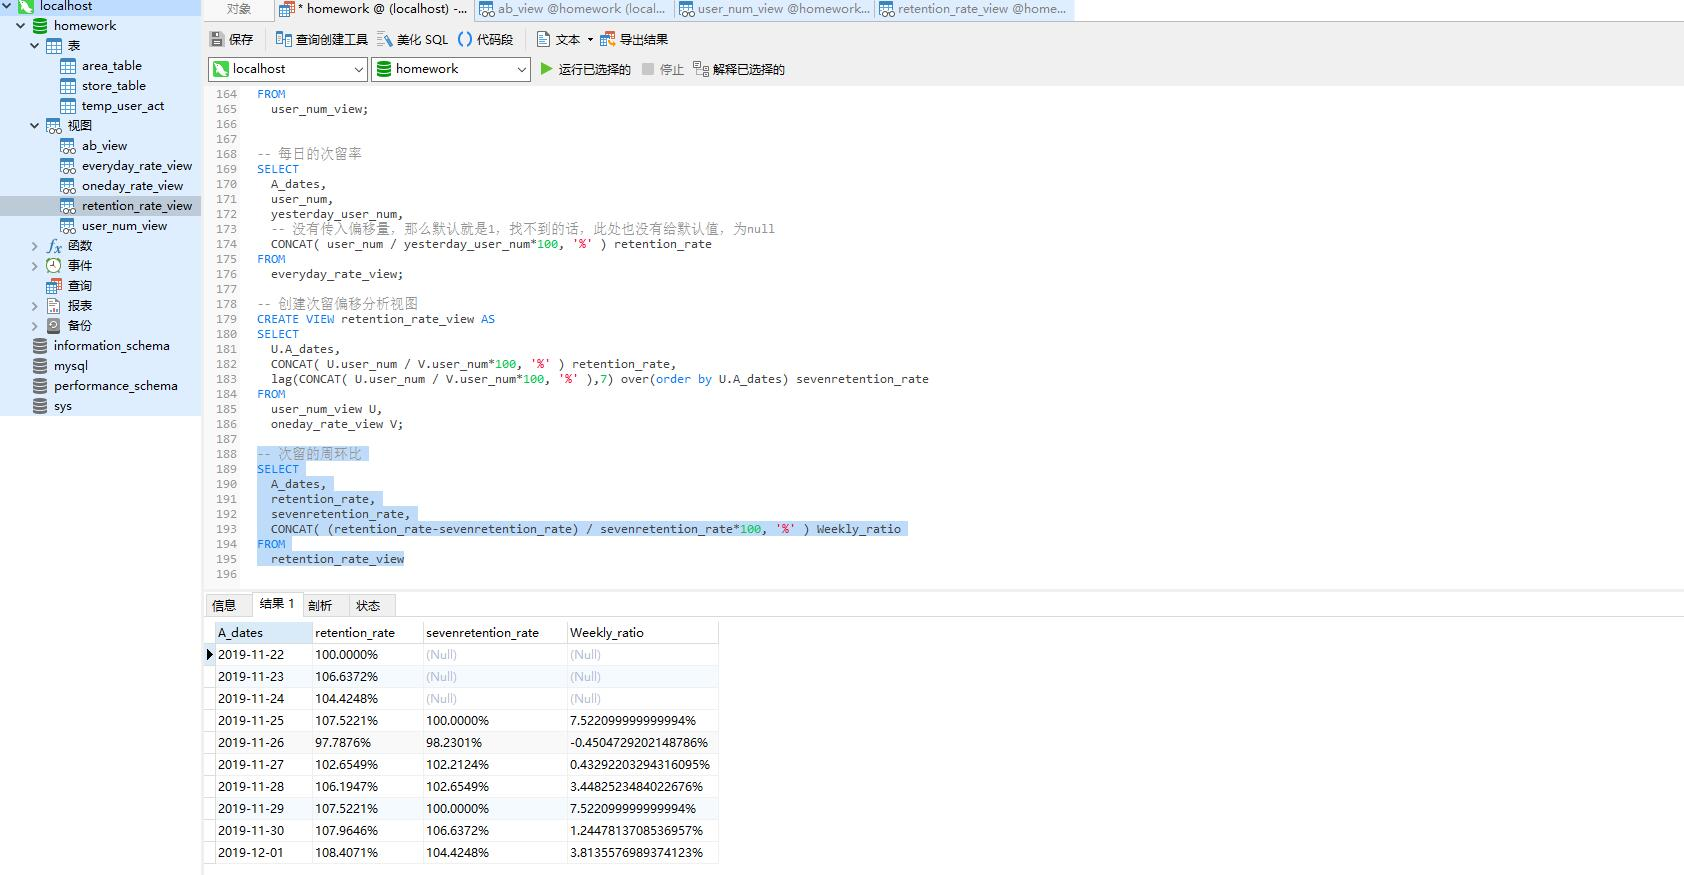 localhost
homework
表
area_table
store_table
temp_user_act
视图
ab_view
everyday_rate_view
oneday_rate_view
retention_rate_view
user_num_view
函数
事件
查询
报表
备份
information_schema
mysql
performance_schema
sys
对象 * homework @ (localhost) -... ab_view @homework (local... user_num_view @homework... retention_rate_view @home...
保存 查询创建工具 美化 SQL 代码段 文本 导出结果
localhost homework 运行已选择的 停止 解释已选择的
164 FROM
165 user_num_view;
166
167
168 -- 每日的次留率
169 SELECT
170 A_dates,
171 user_num,
172 yesterday_user_num,
173 -- 没有传入偏移量，那么默认就是1，找不到的话，此处也没有给默认值，为null
174 CONCAT( user_num / yesterday_user_num*100, '%' ) retention_rate
175 FROM
176 everyday_rate_view;
177
178 -- 创建次留偏移分析视图
179 CREATE VIEW retention_rate_view AS
180 SELECT
181 U.A_dates,
182 CONCAT( U.user_num / V.user_num*100, '%' ) retention_rate,
183 lag(CONCAT( U.user_num / V.user_num*100, '%' ),7) over(order by U.A_dates) sevenretention_rate
184 FROM
185 user_num_view U,
186 oneday_rate_view V;
187
188 -- 次留的周环比
189 SELECT
190 A_dates,
191 retention_rate,
192 sevenretention_rate,
193 CONCAT( (retention_rate-sevenretention_rate) / sevenretention_rate*100, '%' ) Weekly_ratio
194 FROM
195 retention_rate_view
196
信息 结果 1 剖析 状态
A_dates retention_rate sevenretention_rate Weekly_ratio
2019-11-22 100.0000% (Null) (Null)
2019-11-23 106.6372% (Null) (Null)
2019-11-24 104.4248% (Null) (Null)
2019-11-25 107.5221% 100.0000% 7.522099999999994%
2019-11-26 97.7876% 98.2301% -0.4504729202148786%
2019-11-27 102.6549% 102.2124% 0.43292203294316095%
2019-11-28 106.1947% 102.6549% 3.4482523484022676%
2019-11-29 107.5221% 100.0000% 7.522099999999994%
2019-11-30 107.9646% 106.6372% 1.2447813708536957%
2019-12-01 108.4071% 104.4248% 3.8135576989374123%